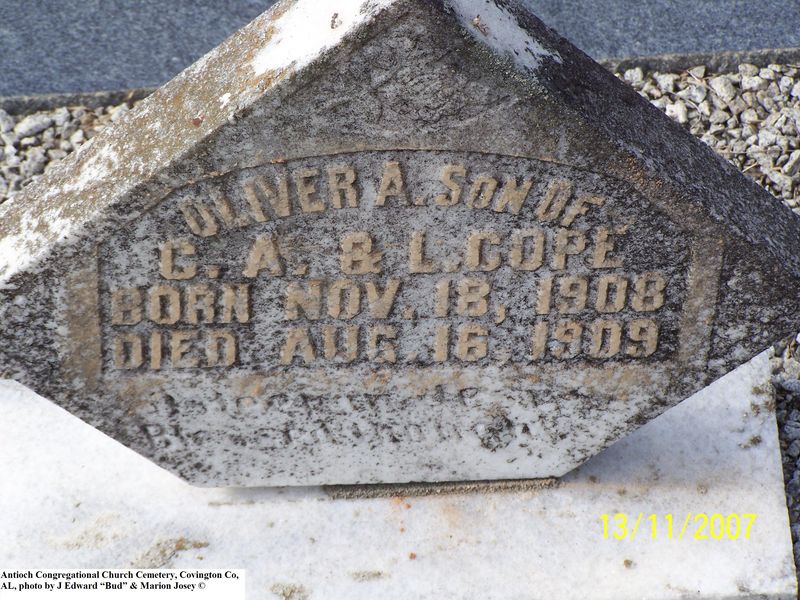 OLIVER A. SON OF
C. A. & L. COPE
BORN NOV. 18, 1908
DIED AUG. 16, 1909
13/11/2007
Antioch Congregational Church Cemetery, Covington Co,
AL, photo by J Edward “Bud” & Marion Josey ©